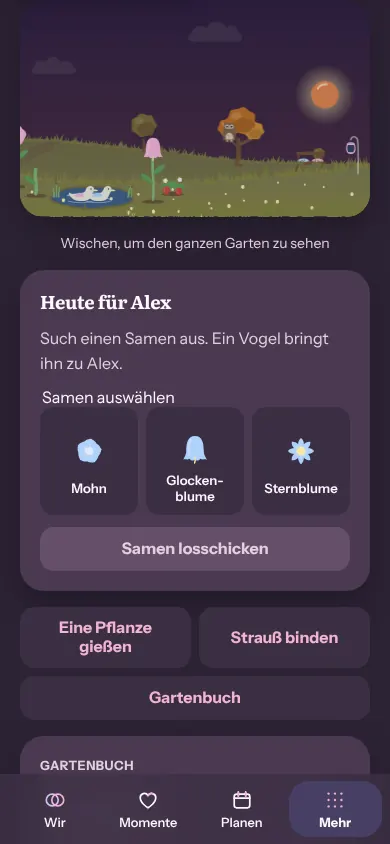 Wischen, um den ganzen Garten zu sehen
Heute für Alex
Such einen Samen aus. Ein Vogel bringt
ihn zu Alex.
Samen auswählen
Mohn
Glocken-
blume
Sternblume
Samen losschicken
Eine Pflanze
gießen
Strauß binden
Gartenbuch
GARTENBUCH
Wir
Momente
Planen
Mehr